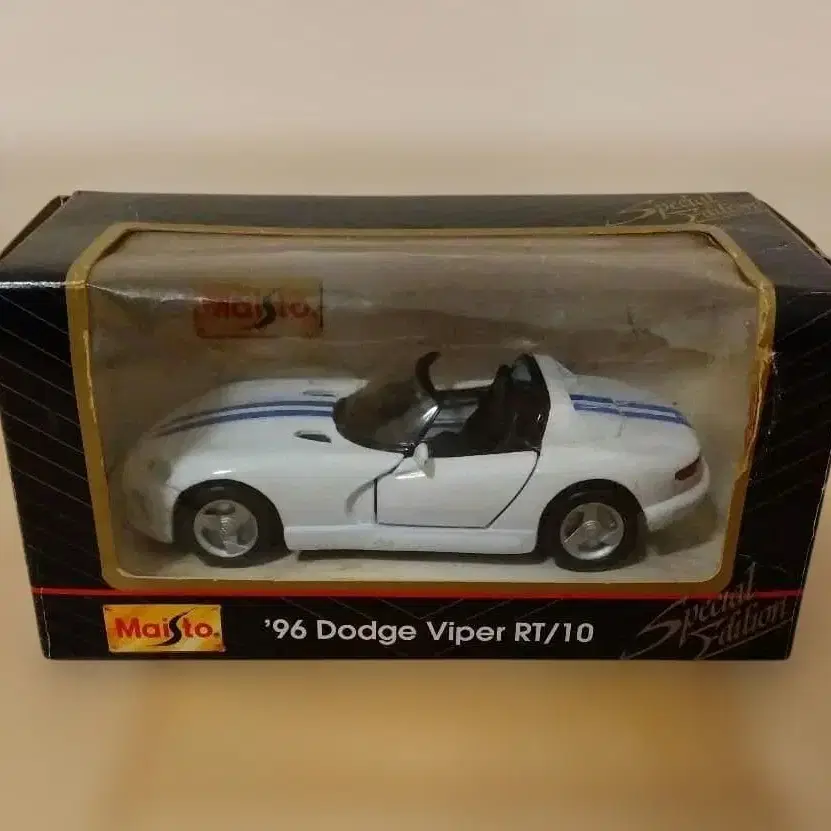 Special
Edition
Maisto.
Maisto.
'96 Dodge Viper RT/10
Special
Edition